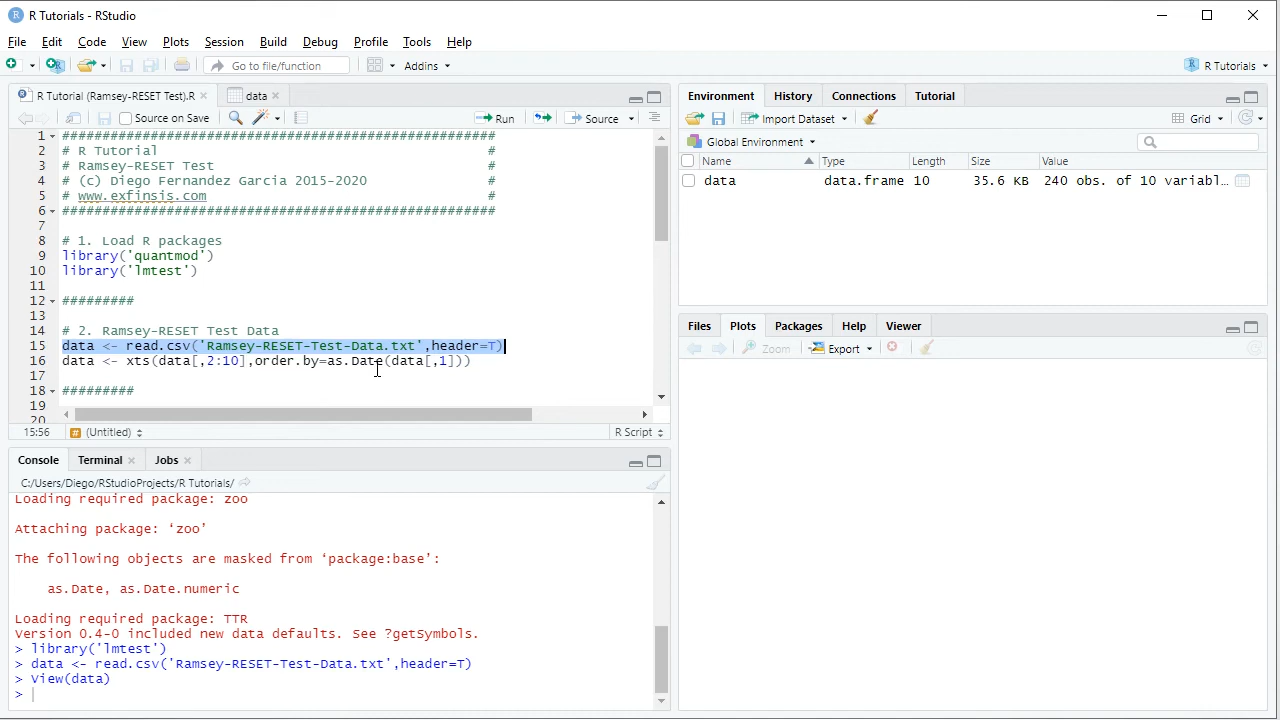 R Tutorials - RStudio
File Edit Code View Plots Session Build Debug Profile Tools Help
Go to file/function Addins R Tutorials
R Tutorial (Ramsey-RESET Test).R data
Source on Save Run Source
1 ################################################################
2 # R Tutorial #
3 # Ramsey-RESET Test #
4 # (c) Diego Fernandez Garcia 2015-2020 #
5 # www.exfinsis.com #
6 ################################################################
7
8 # 1. Load R packages
9 library('quantmod')
10 library('lmtest')
11
12 #########
13
14 # 2. Ramsey-RESET Test Data
15 data <- read.csv('Ramsey-RESET-Test-Data.txt',header=T)
16 data <- xts(data[,2:10],order.by=as.Date(data[,1]))
17
18 #########
19
20
15:56 (Untitled) R Script
Console Terminal Jobs
C:/Users/Diego/RStudioProjects/R Tutorials/
Loading required package: zoo
Attaching package: ‘zoo’
The following objects are masked from ‘package:base’:
as.Date, as.Date.numeric
Loading required package: TTR
Version 0.4-0 included new data defaults. See ?getSymbols.
> library('lmtest')
> data <- read.csv('Ramsey-RESET-Test-Data.txt',header=T)
> View(data)
>
Environment History Connections Tutorial
Import Dataset Grid
Global Environment
Name Type Length Size Value
data data.frame 10 35.6 KB 240 obs. of 10 variabl…
Files Plots Packages Help Viewer
Zoom Export